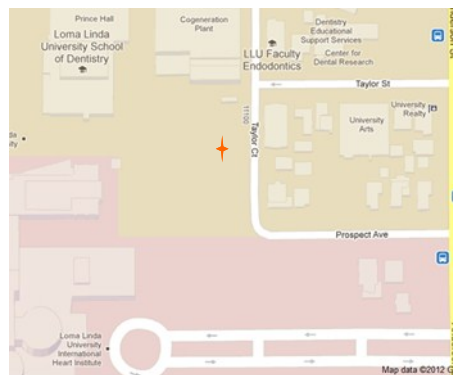 Prince Hall
Loma Linda
University School
of Dentistry
Cogeneration
Plant
Dentistry
Educational
Support Services
LLU Faculty
Endodontics
Center for
Dental Research
Taylor St
11100
Taylor Ct
University
Realty
University
Arts
Prospect Ave
Loma Linda
University
International
Heart Institute
Map data ©2012 G